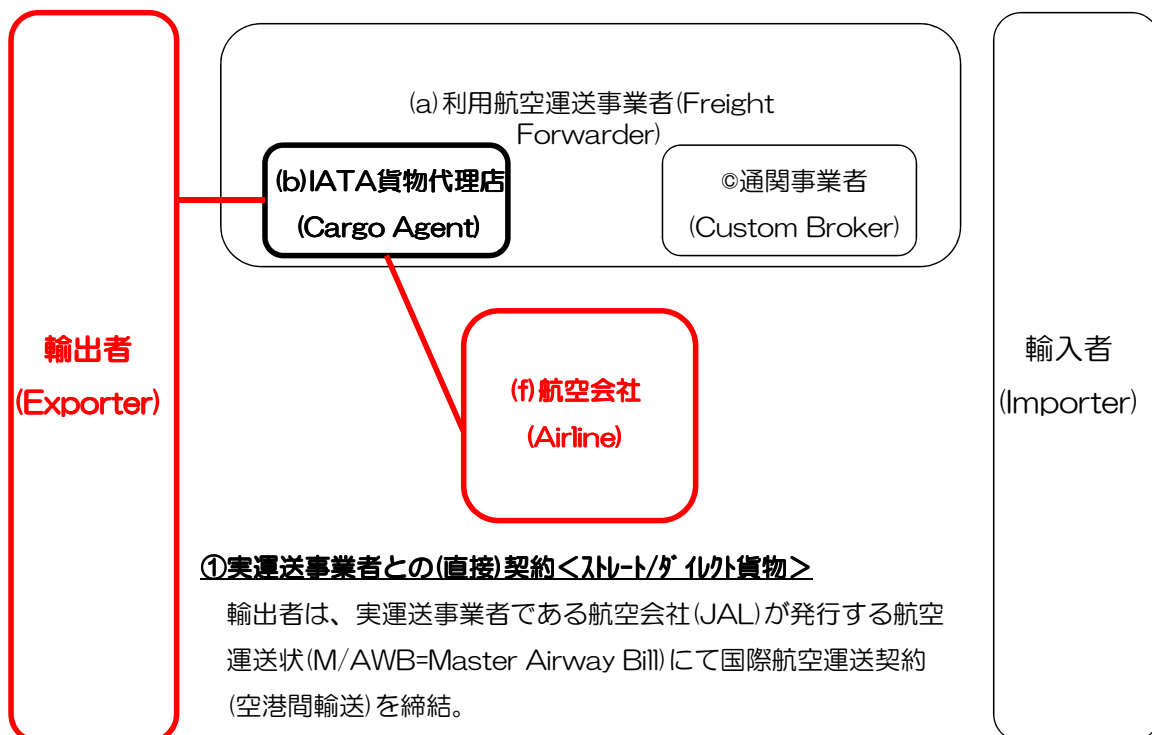 (a)利用航空運送事業者(Freight
Forwarder)
(b)IATA貨物代理店
(Cargo Agent)
©通関事業者
(Custom Broker)
輸出者
(Exporter)
(f)航空会社
(Airline)
輸入者
(Importer)
①実運送事業者との(直接)契約<ｽﾄﾚｰﾄ/ﾀﾞｲﾚｸﾄ貨物>
輸出者は、実運送事業者である航空会社(JAL)が発行する航空
運送状(M/AWB=Master Airway Bill)にて国際航空運送契約
(空港間輸送)を締結。